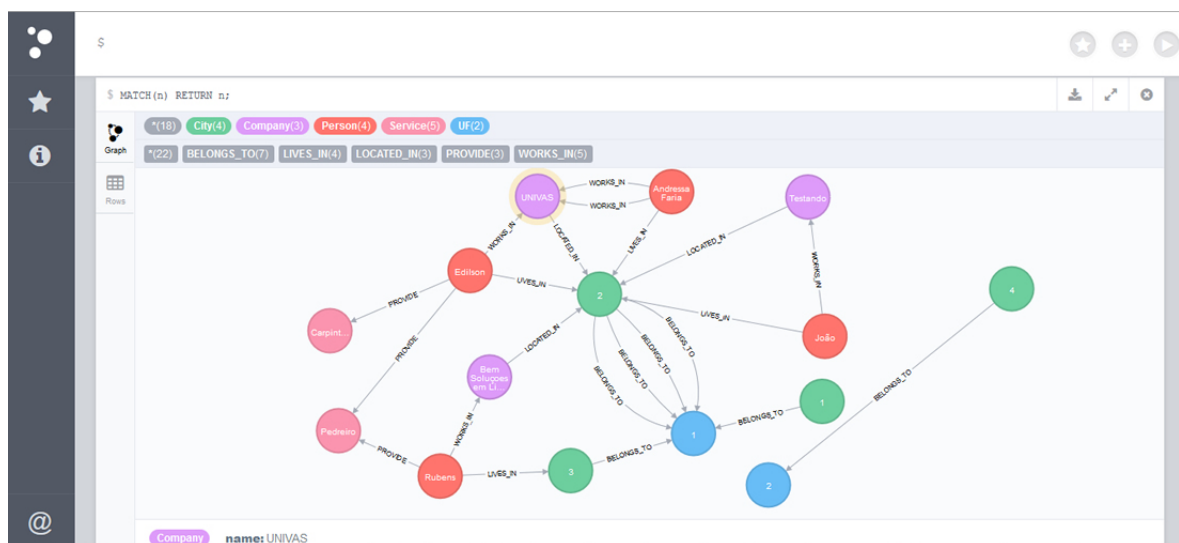 $
$ MATCH(n) RETURN n;
Graph
Rows
*(18) City(4) Company(3) Person(4) Service(5) UF(2)
*(22) BELONGS_TO(7) LIVES_IN(4) LOCATED_IN(3) PROVIDE(3) WORKS_IN(5)
UNIVAS
WORKS_IN
WORKS_IN
Andressa
Faria
Testando
WORKS_IN
LOCATED_IN
LIVES_IN
LOCATED_IN
WORKS_IN
Edilson
LIVES_IN
2
4
PROVIDE
LIVES_IN
Carpint...
João
PROVIDE
LOCATED_IN
BELONGS_TO
BELONGS_TO
BELONGS_TO
BELONGS_TO
Bem
Soluçoes
em Li...
BELONGS_TO
1
BELONGS_TO
WORKS_IN
Pedreiro
1
PROVIDE
BELONGS_TO
Rubens
LIVES_IN
3
2
@
Company name: UNIVAS